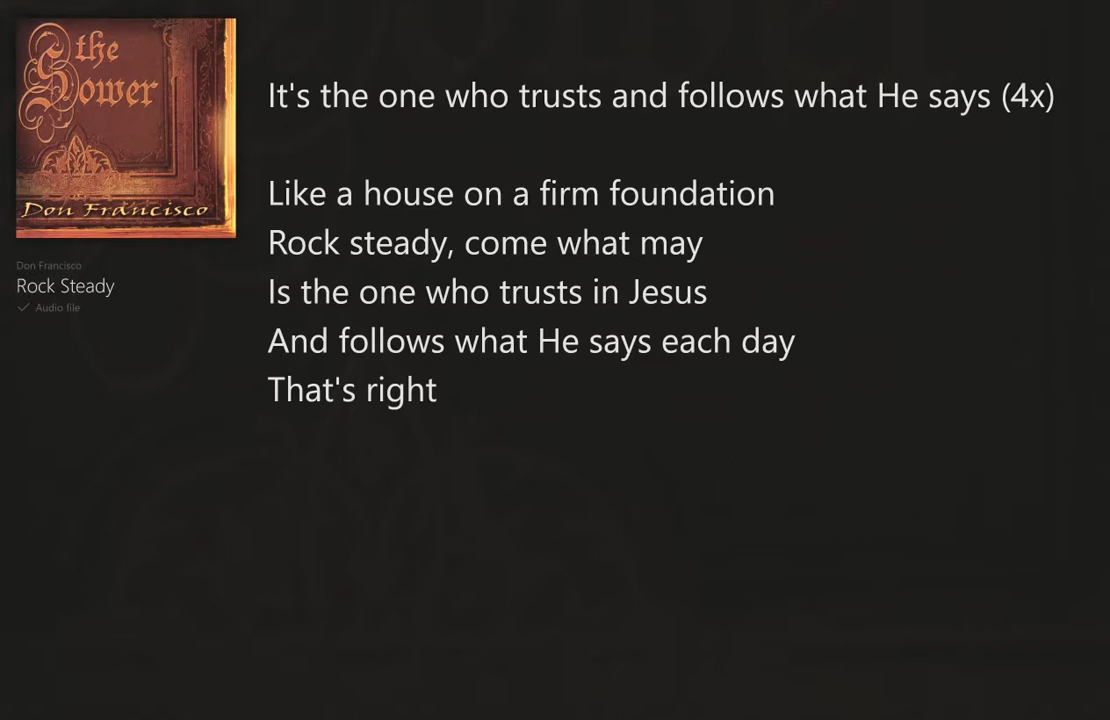 the
Sower
Don Francisco
Don Francisco
Rock Steady
Audio file
It's the one who trusts and follows what He says (4x)
Like a house on a firm foundation
Rock steady, come what may
Is the one who trusts in Jesus
And follows what He says each day
That's right